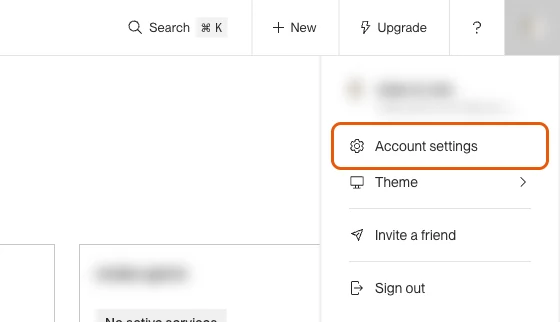 Search ⌘ K
+ New
Upgrade
?
Account settings
Theme
Invite a friend
Sign out
No active services